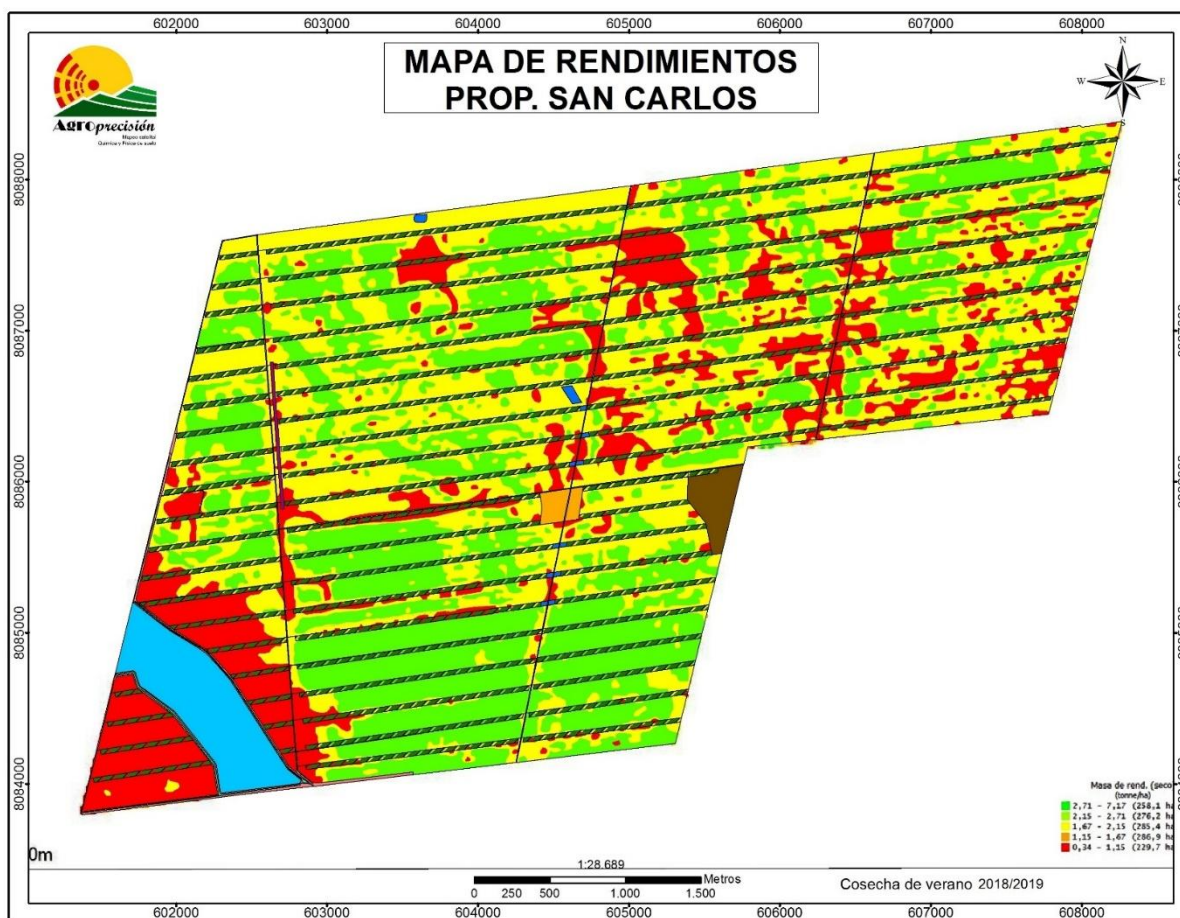 602000 603000 604000 605000 606000 607000 608000
MAPA DE RENDIMIENTOS
PROP. SAN CARLOS
N
W E
S
Agroprecisión
Química y Física de suelo
8088000
8087000
8086000
8085000
8084000
Masa de rend. (seco
(tonne/ha)
2,71 - 7,17 (258,1 ha
2,15 - 2,71 (276,2 ha
1,67 - 2,15 (285,4 ha
1,15 - 1,67 (286,9 ha
0,34 - 1,15 (229,7 ha
0m
1:28.689
Metros
0 250 500 1.000 1.500
Cosecha de verano 2018/2019
602000 603000 604000 605000 606000 607000 608000